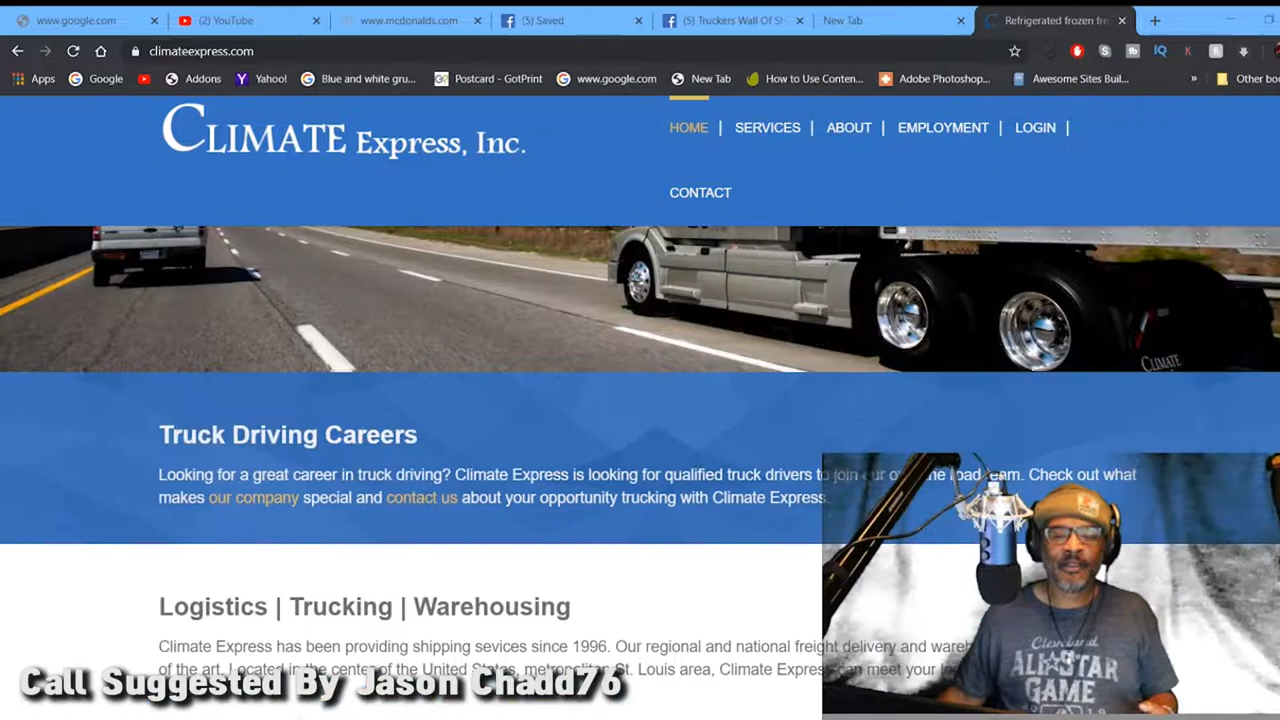 www.google.com
(2) YouTube
www.mcdonalds.com
(5) Saved
(5) Truckers Wall Of Sh
New Tab
Refrigerated frozen fre
climateexpress.com
Apps
Google
Addons
Yahoo!
Blue and white gru...
Postcard - GotPrint
www.google.com
New Tab
How to Use Conten...
Adobe Photoshop...
Awesome Sites Buil...
»
Other boo
CLIMATE Express, Inc.
HOME | SERVICES | ABOUT | EMPLOYMENT | LOGIN |
CONTACT
CLIMATE
Truck Driving Careers
Looking for a great career in truck driving? Climate Express is looking for qualified truck drivers to join our the road team. Check out what
makes our company special and contact us about your opportunity trucking with Climate Express.
Logistics | Trucking | Warehousing
Climate Express has been providing shipping sevices since 1996. Our regional and national freight delivery and wareh
of the art. Located in the center of the United States, metropolitan St. Louis area, Climate Express can meet your
Call Suggested By Jason Chadd76
Cleveland
ALL STAR
GAME